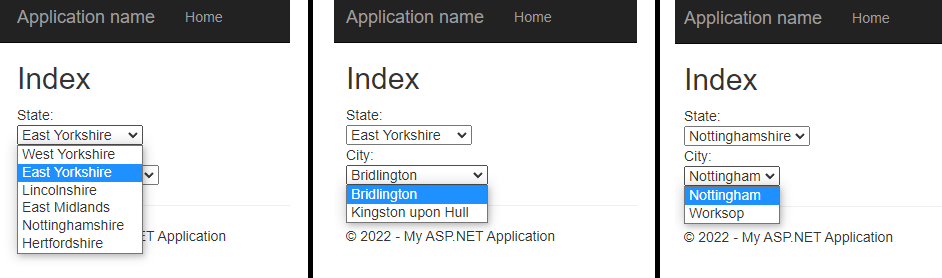 Application name Home
Index
State:
East Yorkshire
West Yorkshire
East Yorkshire
Lincolnshire
East Midlands
Nottinghamshire
Hertfordshire
ET Application
Application name Home
Index
State:
East Yorkshire
City:
Bridlington
Bridlington
Kingston upon Hull
© 2022 - My ASP.NET Application
Application name Home
Index
State:
Nottinghamshire
City:
Nottingham
Nottingham
Worksop
© 2022 - My ASP.NET Application